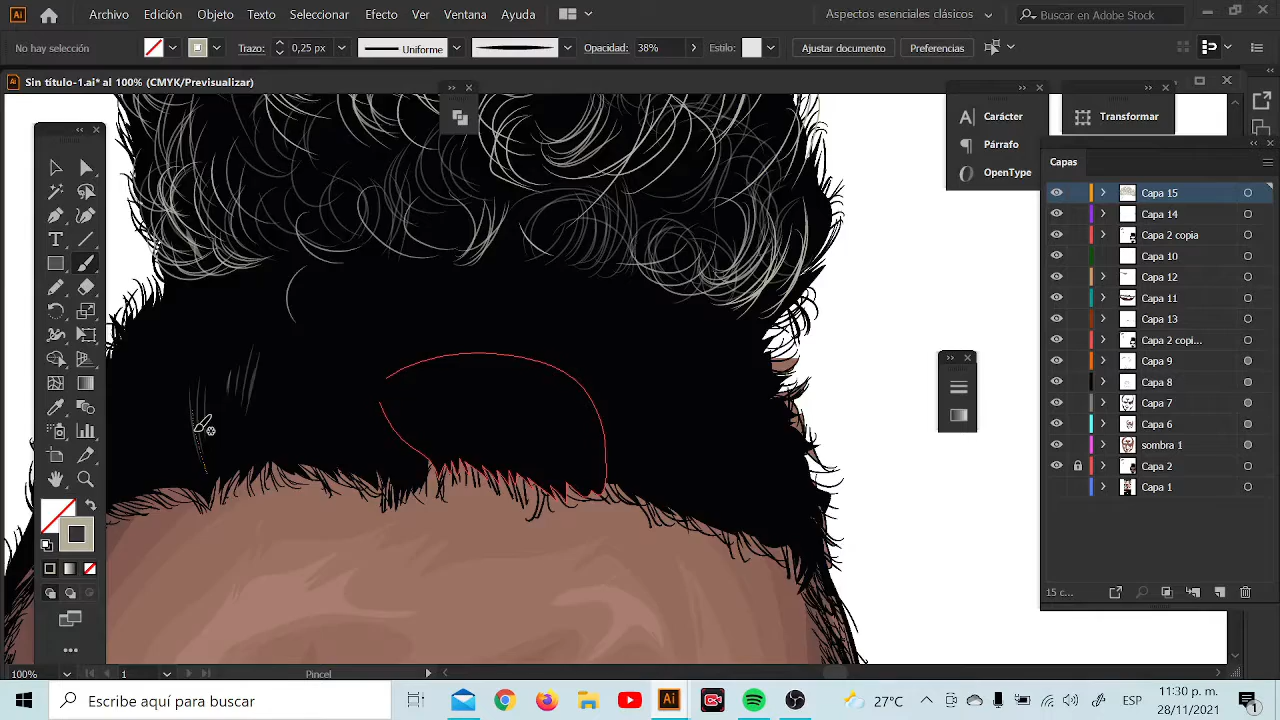 Ai Archivo Edición Objeto Texto Seleccionar Efecto Ver Ventana Ayuda Aspectos esenciales clásicos Buscar en Adobe Stock
No hay selección Trazo: 0,25 px Uniforme Opacidad: 38% Estilo: Ajustar documento Preferencias
Ai Sin título-1.ai* al 100% (CMYK/Previsualizar)
Carácter
Párrafo
OpenType
Transformar
Capas
Capa 15
Capa 14
Capa 2 copia
Capa 10
Capa 12
Capa 11
Capa 13
Capa 2 copi...
Capa 9
Capa 8
Capa 7
Capa 6
sombra 1
Capa 2
Capa 1
15 c...
100% 1 Pincel
Escribe aquí para buscar Ai 27°C ESP 11:30 p. m.
28/11/2021 1